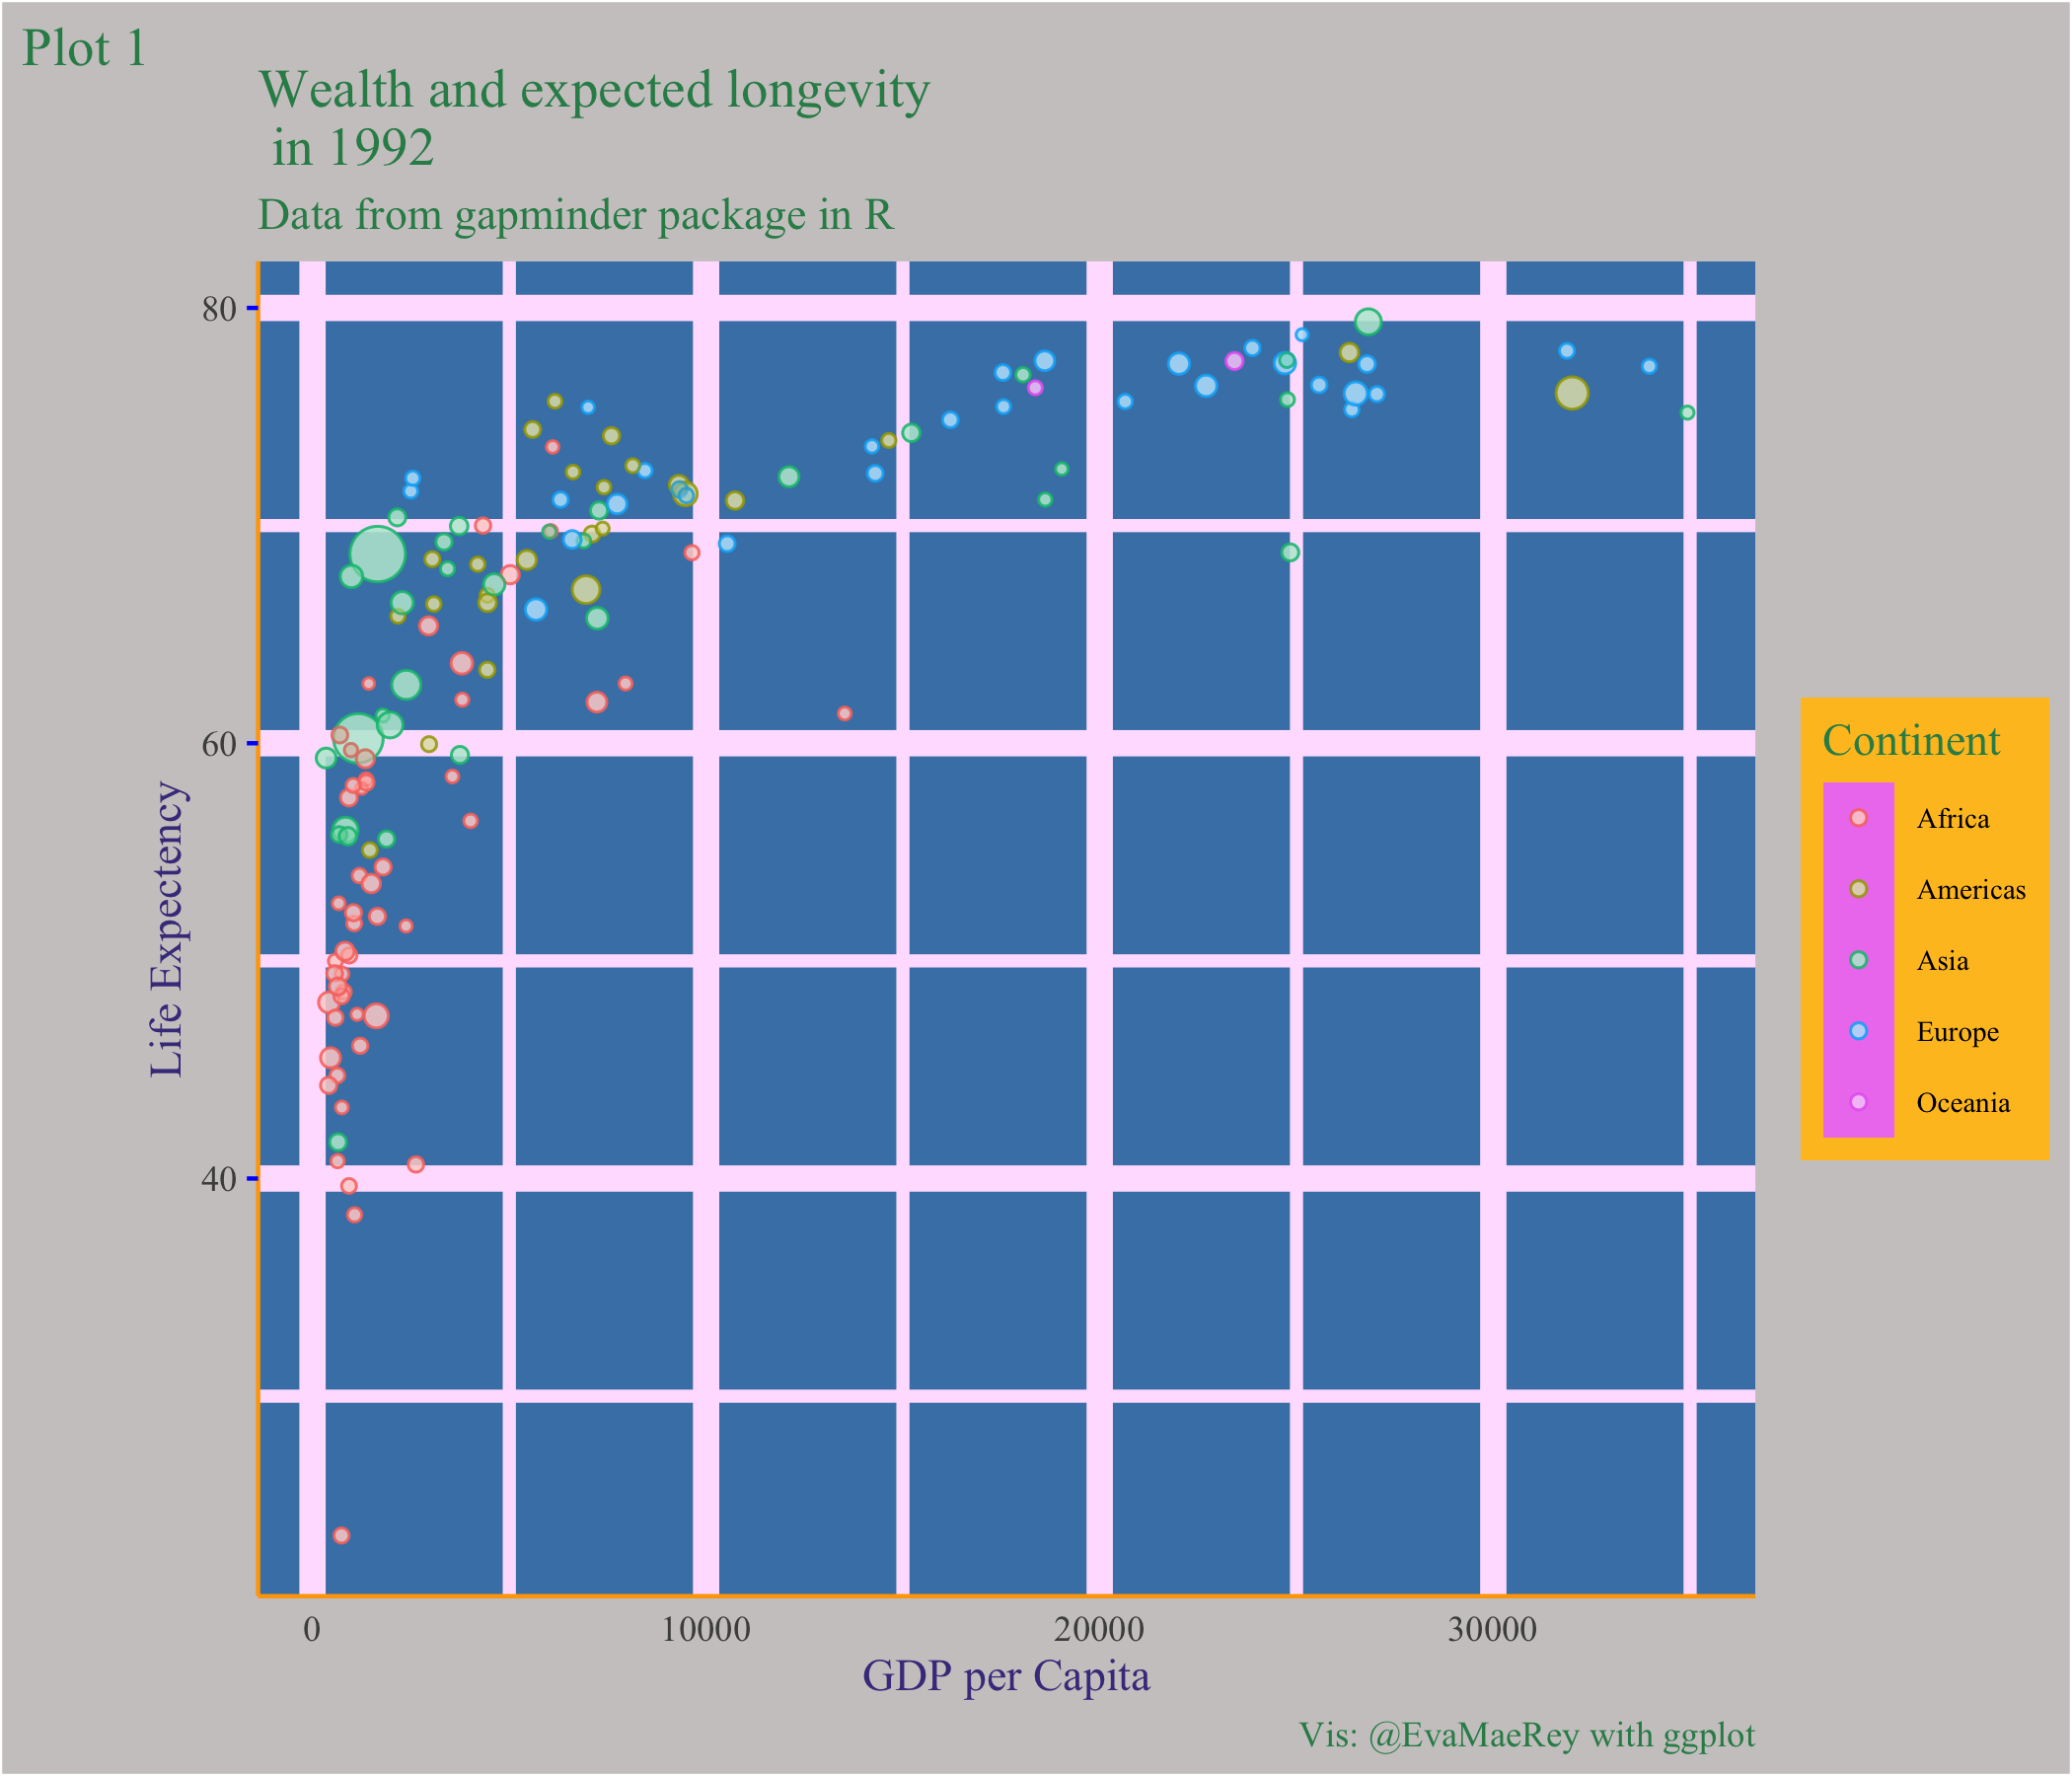 Plot 1
Wealth and expected longevity
in 1992
Data from gapminder package in R
80
60
40
Life Expectency
0 10000 20000 30000
GDP per Capita
Continent
Africa
Americas
Asia
Europe
Oceania
Vis: @EvaMaeRey with ggplot